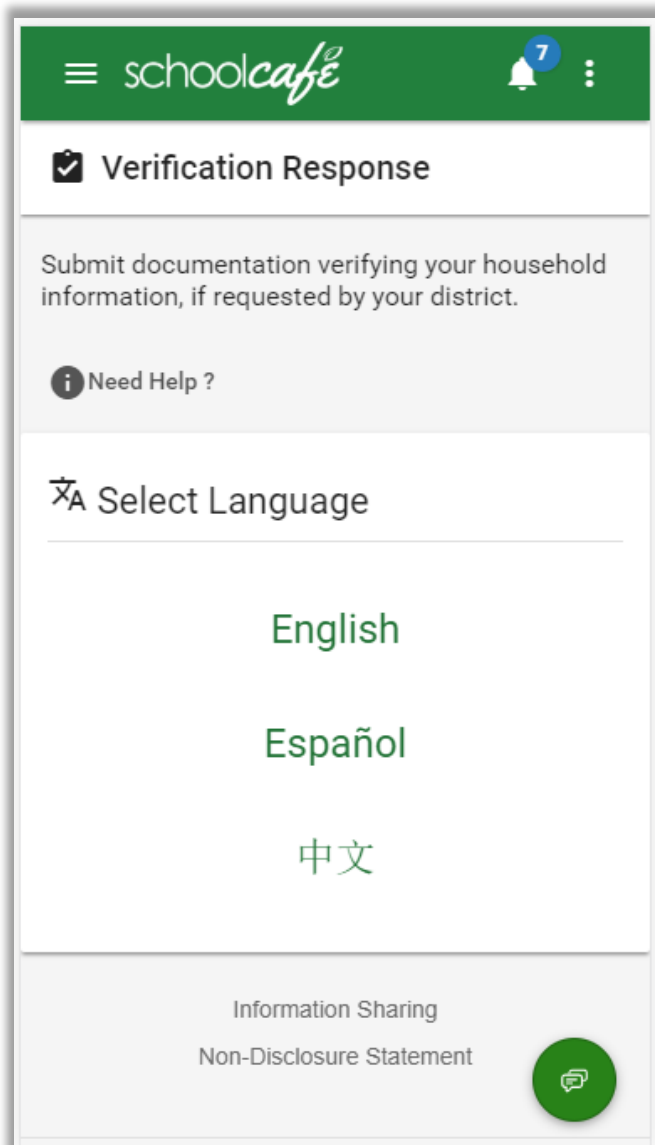 schoolcafé
7
Verification Response
Submit documentation verifying your household
information, if requested by your district.
Need Help ?
Select Language
English
Español
中文
Information Sharing
Non-Disclosure Statement